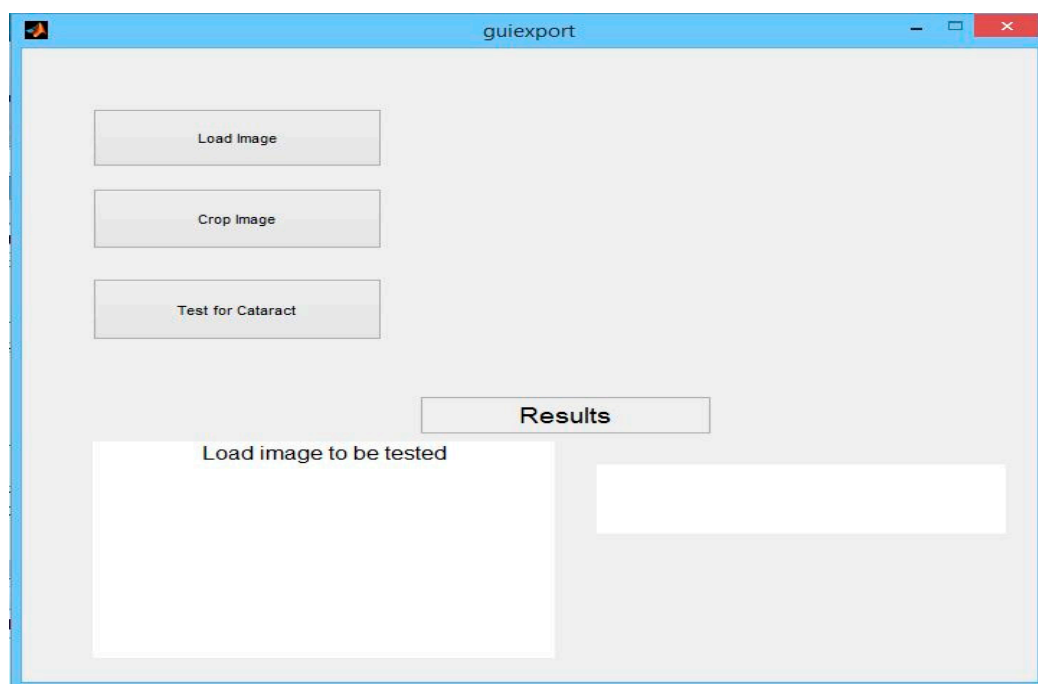 guiexport
Load Image
Crop Image
Test for Cataract
Results
Load image to be tested